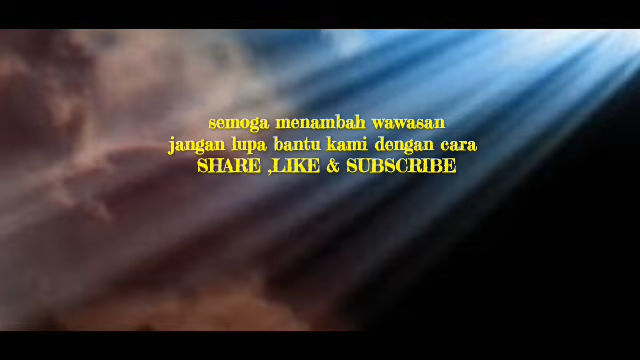 semoga menambah wawasan
jangan lupa bantu kami dengan cara
SHARE ,LIKE & SUBSCRIBE